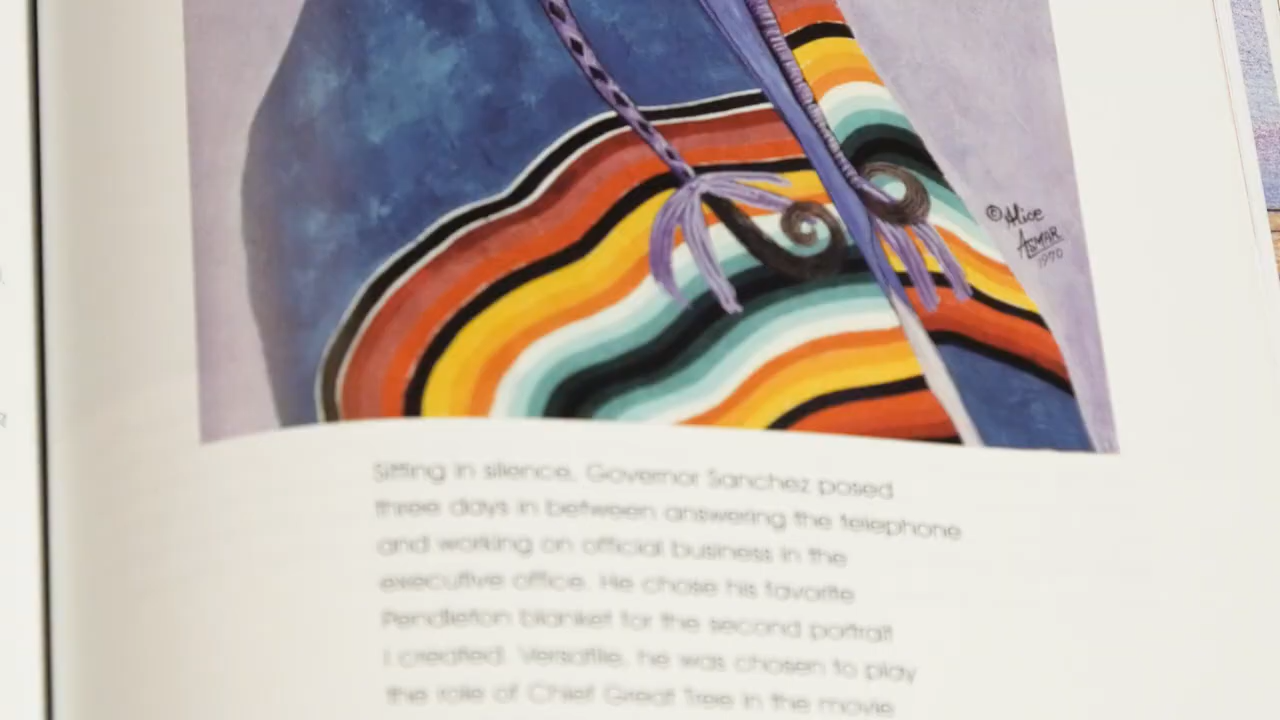 ©Alice
ASMAR
1970
Sitting in silence, Governor Sanchez posed
three days in between answering the telephone
and working on official business in the
executive office. He chose his favorite
Pendleton blanket for the second portrait
I created. Versatile, he was chosen to play
the role of Chief Great Tree in the movie